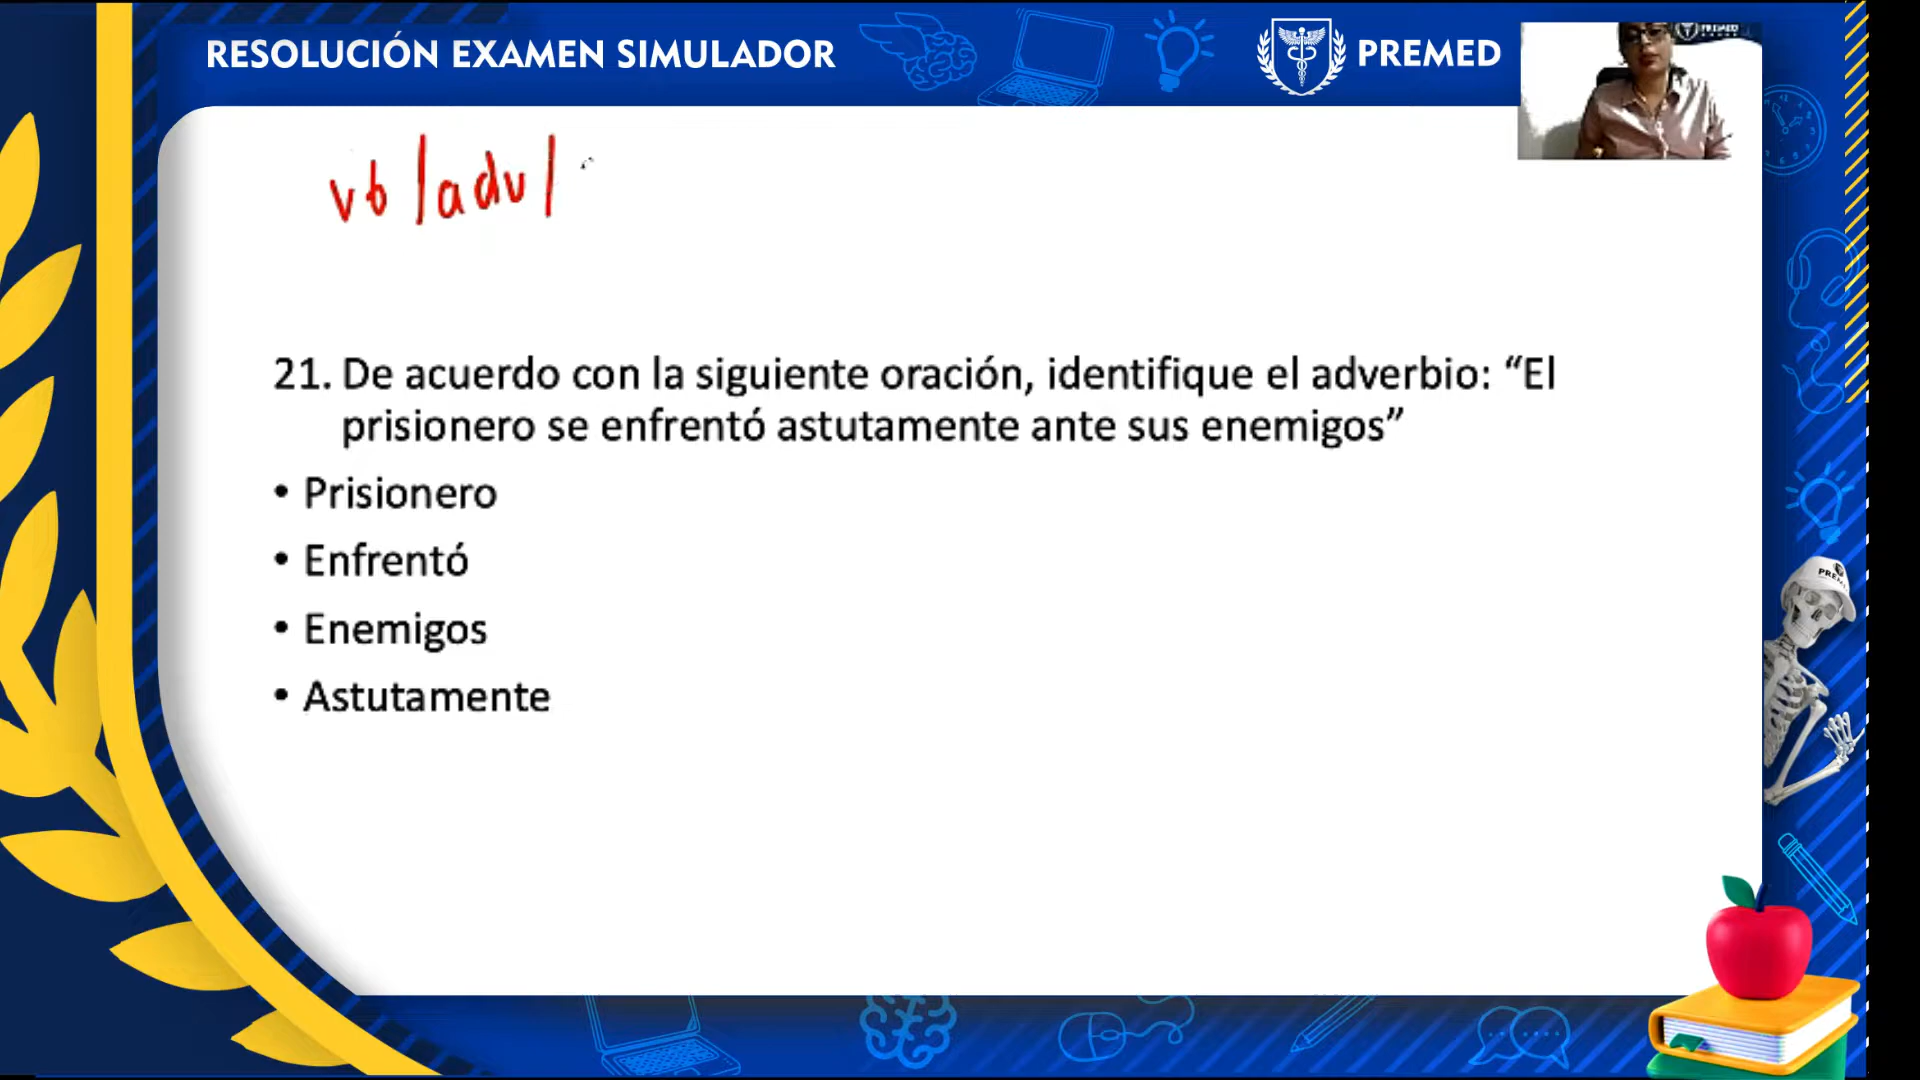 RESOLUCIÓN EXAMEN SIMULADOR
PREMED
vb | adv |
21. De acuerdo con la siguiente oración, identifique el adverbio: “El
prisionero se enfrentó astutamente ante sus enemigos”
• Prisionero
• Enfrentó
• Enemigos
• Astutamente